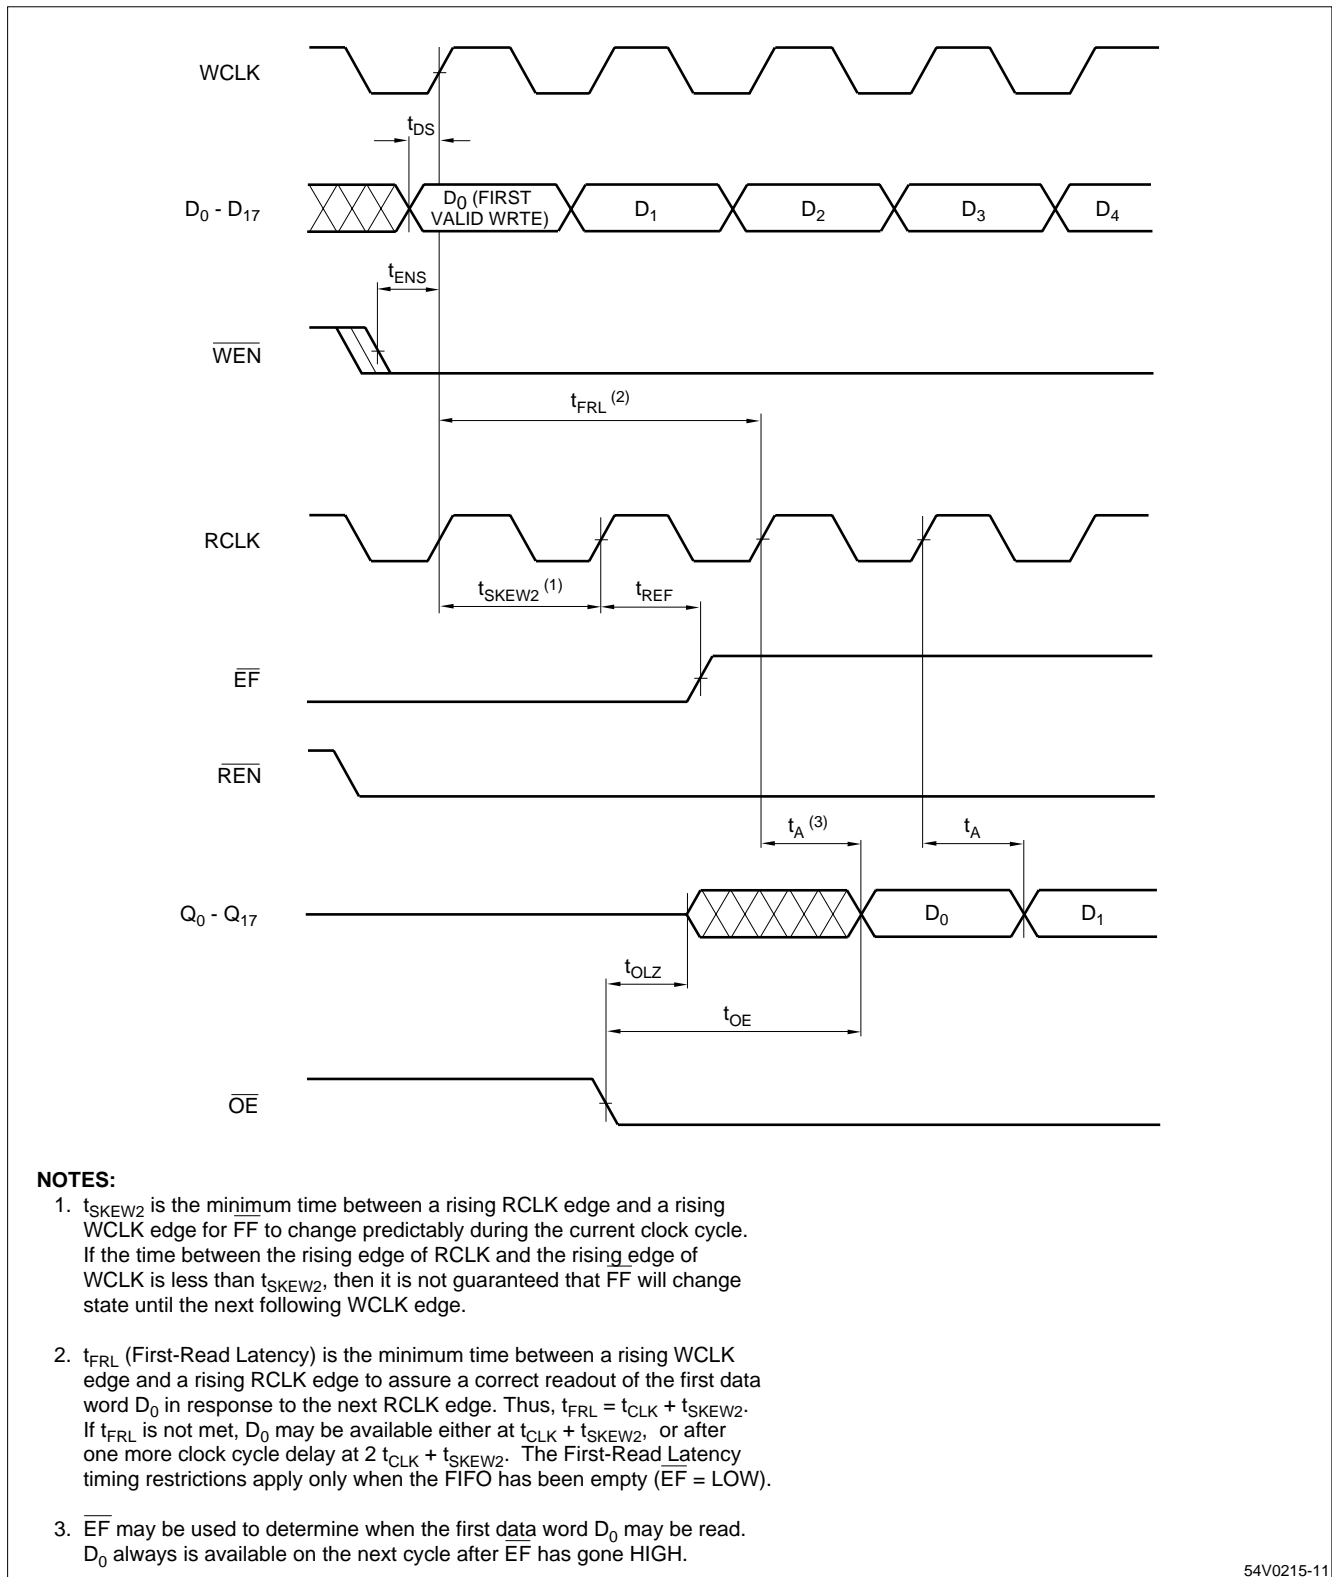 WCLK
tDS
D0 - D17
D0 (FIRST
VALID WRTE)
D1
D2
D3
D4
tENS
WEN
tFRL (2)
RCLK
tSKEW2 (1)
tREF
EF
REN
tA (3)
tA
Q0 - Q17
D0
D1
tOLZ
tOE
OE
NOTES:
1. tSKEW2 is the minimum time between a rising RCLK edge and a rising
WCLK edge for FF to change predictably during the current clock cycle.
If the time between the rising edge of RCLK and the rising edge of
WCLK is less than tSKEW2, then it is not guaranteed that FF will change
state until the next following WCLK edge.
2. tFRL (First-Read Latency) is the minimum time between a rising WCLK
edge and a rising RCLK edge to assure a correct readout of the first data
word D0 in response to the next RCLK edge. Thus, tFRL = tCLK + tSKEW2.
If tFRL is not met, D0 may be available either at tCLK + tSKEW2, or after
one more clock cycle delay at 2 tCLK + tSKEW2. The First-Read Latency
timing restrictions apply only when the FIFO has been empty (EF = LOW).
3. EF may be used to determine when the first data word D0 may be read.
D0 always is available on the next cycle after EF has gone HIGH.
54V0215-11